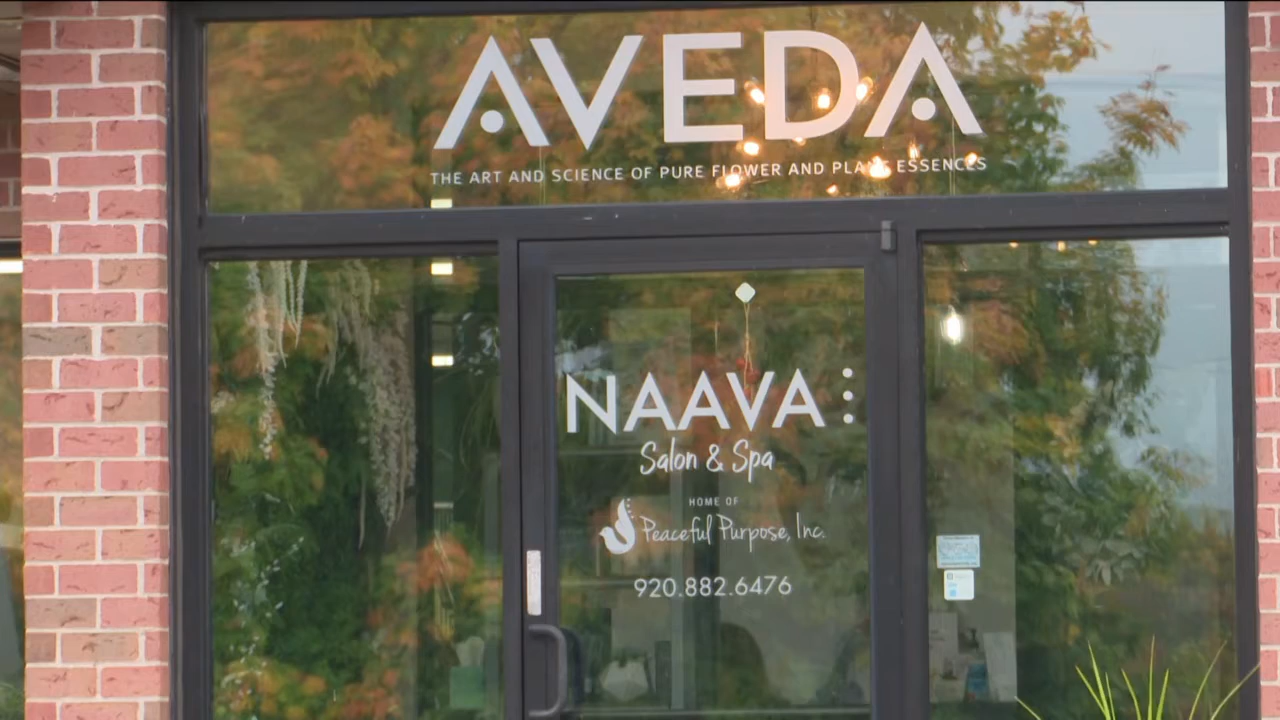 AVEDA
THE ART AND SCIENCE OF PURE FLOWER AND PLANT ESSENCES
NAAVA
Salon & Spa
HOME OF
Peaceful Purpose, Inc.
920.882.6476